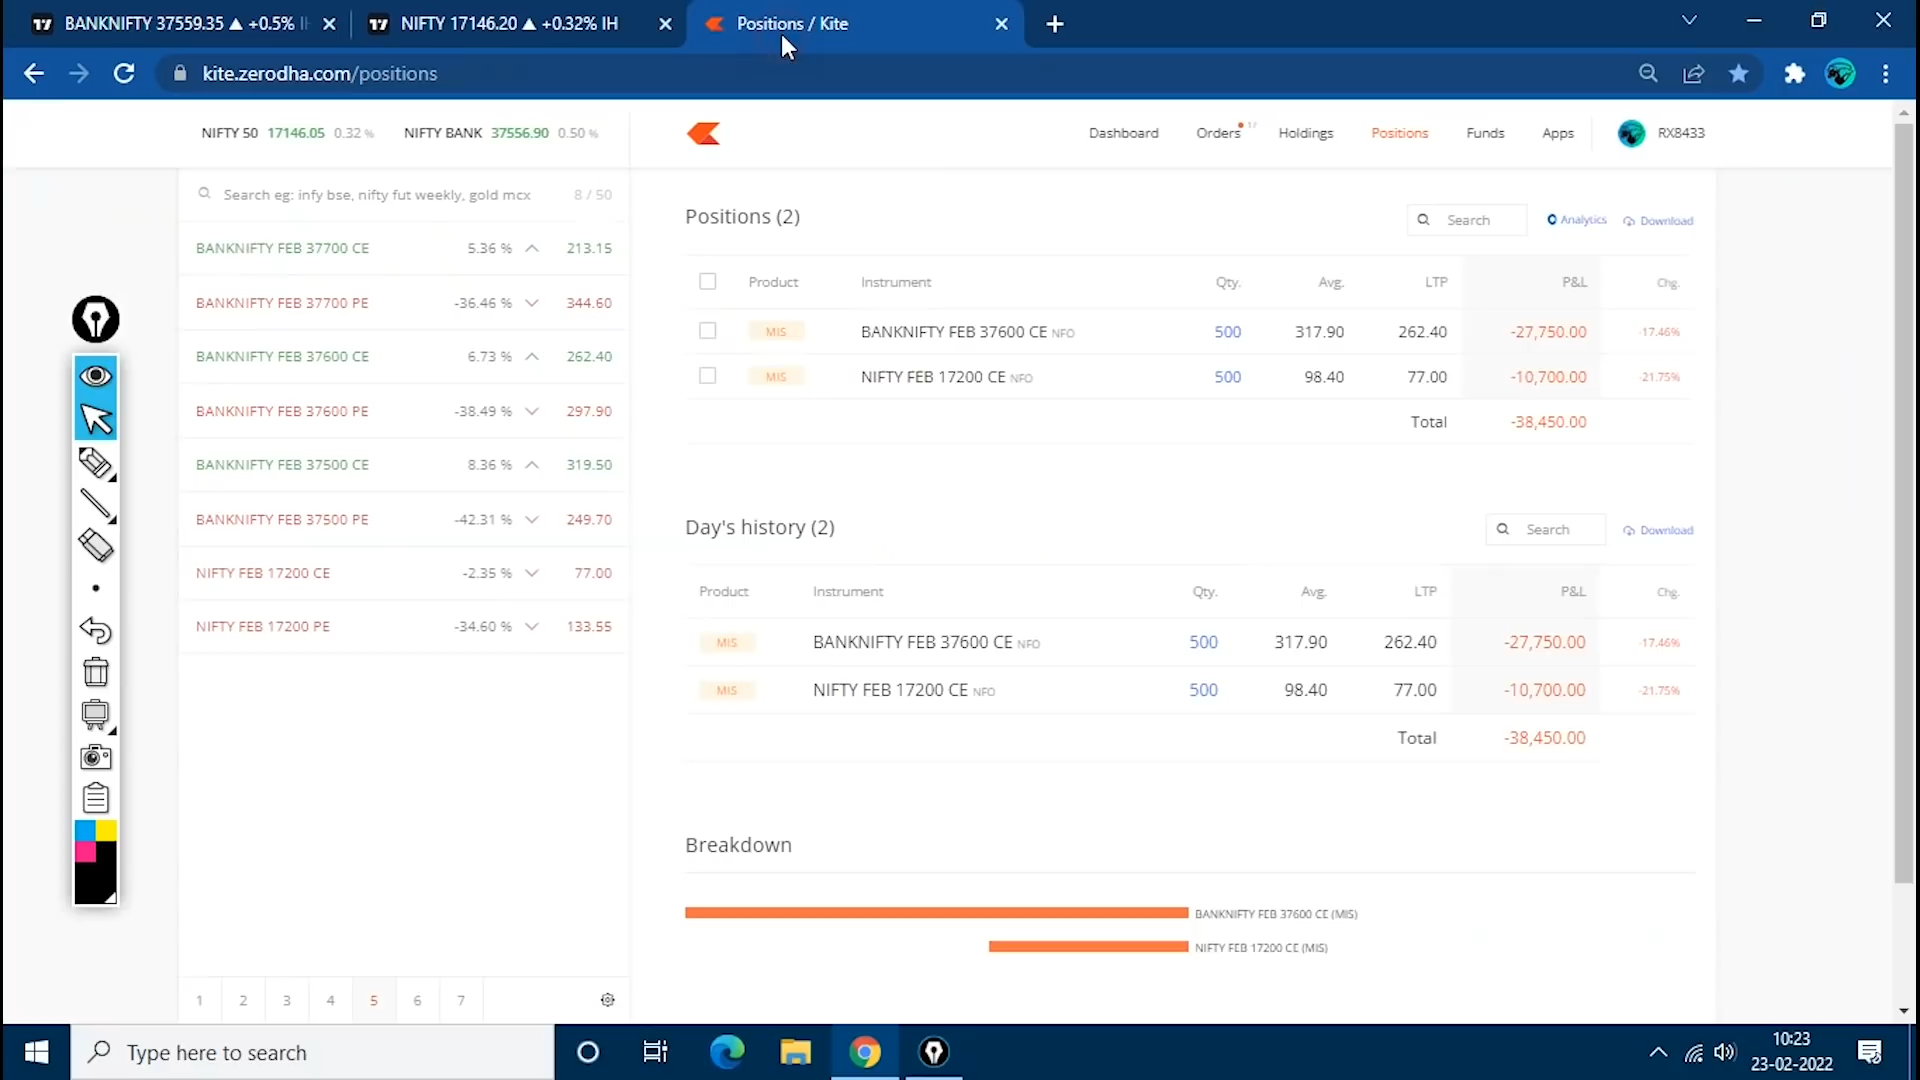 BANKNIFTY 37559.35 ▲ +0.5%
NIFTY 17146.20 ▲ +0.32% IH
Positions / Kite
kite.zerodha.com/positions
NIFTY 50 17146.05 0.32 %
NIFTY BANK 37556.90 0.50 %
Dashboard
Orders 17
Holdings
Positions
Funds
Apps
RX8433
Search eg: infy bse, nifty fut weekly, gold mcx 8 / 50
BANKNIFTY FEB 37700 CE 5.36 % 213.15
BANKNIFTY FEB 37700 PE -36.46 % 344.60
BANKNIFTY FEB 37600 CE 6.73 % 262.40
BANKNIFTY FEB 37600 PE -38.49 % 297.90
BANKNIFTY FEB 37500 CE 8.36 % 319.50
BANKNIFTY FEB 37500 PE -42.31 % 249.70
NIFTY FEB 17200 CE -2.35 % 77.00
NIFTY FEB 17200 PE -34.60 % 133.55
1 2 3 4 5 6 7
Positions (2)
Search
Analytics
Download
Product Instrument Qty. Avg. LTP P&L Chg.
MIS BANKNIFTY FEB 37600 CE NFO 500 317.90 262.40 -27,750.00 -17.46%
MIS NIFTY FEB 17200 CE NFO 500 98.40 77.00 -10,700.00 -21.75%
Total -38,450.00
Day's history (2)
Search
Download
Product Instrument Qty. Avg. LTP P&L Chg.
MIS BANKNIFTY FEB 37600 CE NFO 500 317.90 262.40 -27,750.00 -17.46%
MIS NIFTY FEB 17200 CE NFO 500 98.40 77.00 -10,700.00 -21.75%
Total -38,450.00
Breakdown
BANKNIFTY FEB 37600 CE (MIS)
NIFTY FEB 17200 CE (MIS)
Type here to search
10:23
23-02-2022